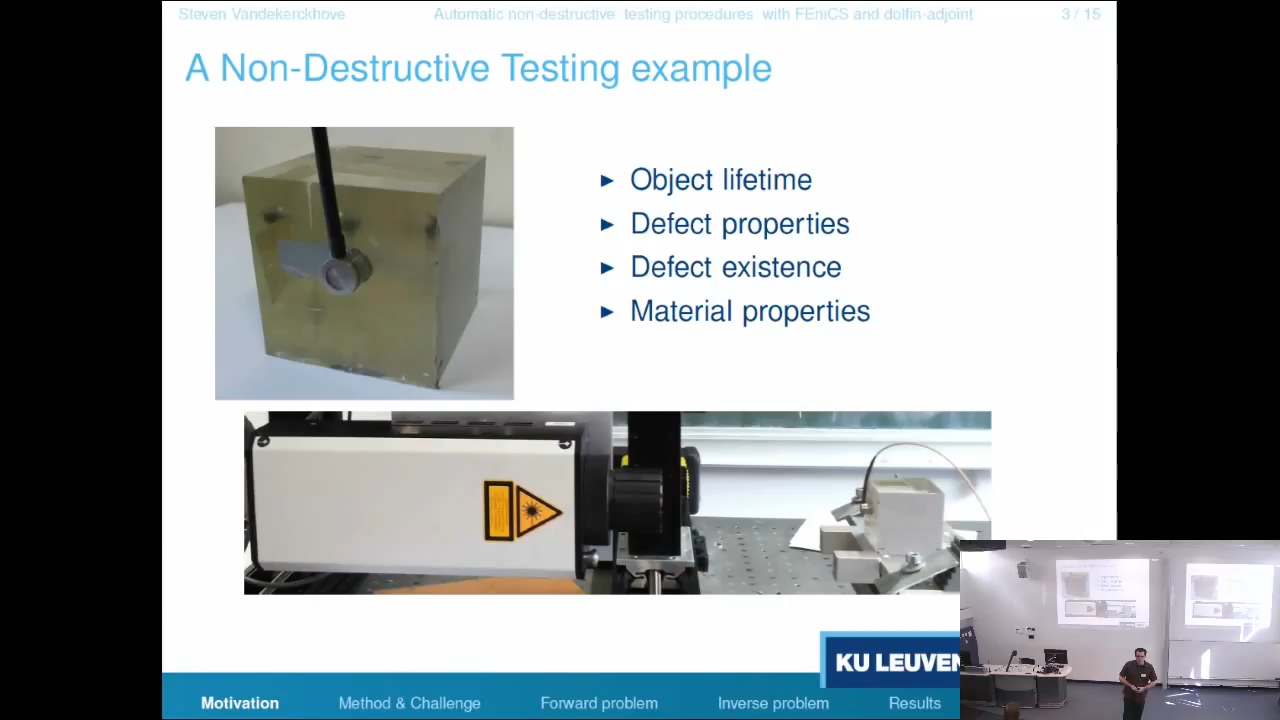 Steven Vandekerckhove Automatic non-destructive testing procedures with FEniCS and dolfin-adjoint 3 / 15
A Non-Destructive Testing example
► Object lifetime
► Defect properties
► Defect existence
► Material properties
KU LEUVEN
Motivation Method & Challenge Forward problem Inverse problem Results